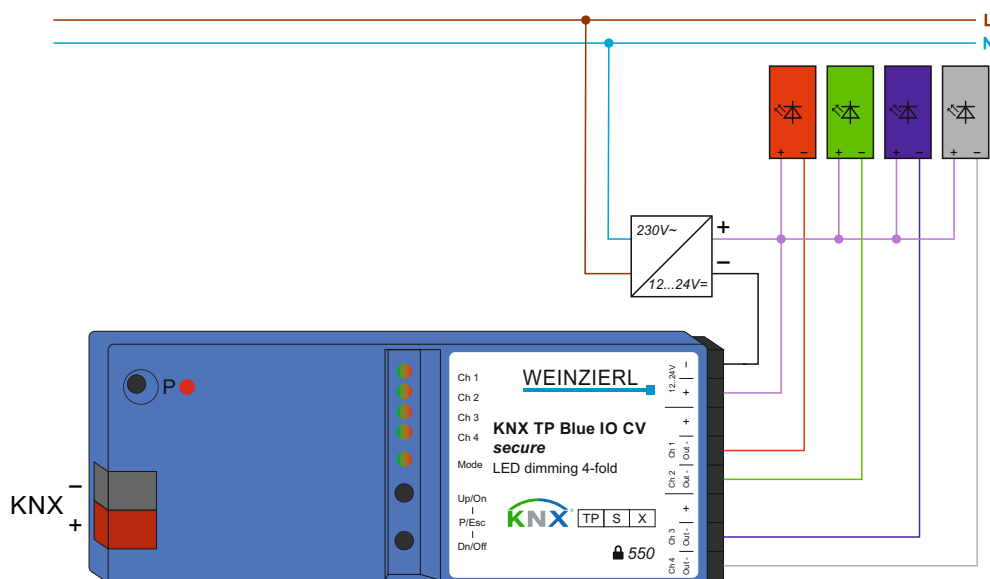 L
N
+ −
+ −
+ −
+ −
230V~
12...24V=
+
−
P
KNX
−
+
Ch 1
Ch 2
Ch 3
Ch 4
Mode
Up/On
P/Esc
Dn/Off
WEINZIERL
KNX TP Blue IO CV
secure
LED dimming 4-fold
KNX
TP S X
550
12..24V
−
+
+
Ch 1 Out -
Ch 2 Out -
+
Ch 3 Out -
Ch 4 Out -